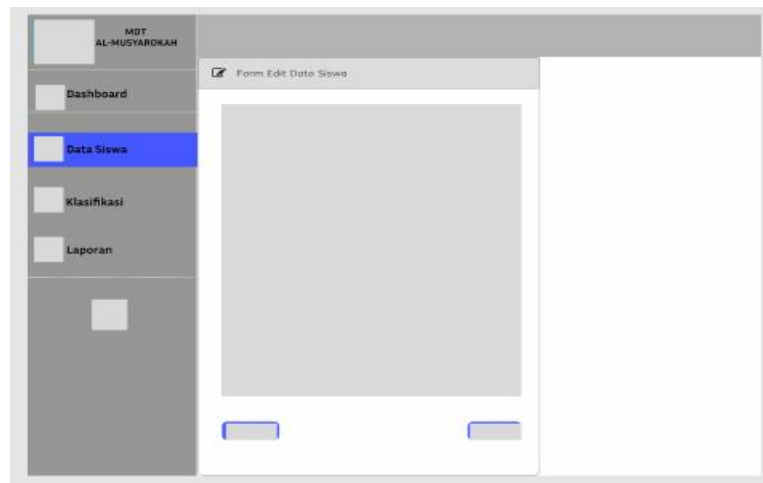 MDT
AL-MUSYAROKAH
Form Edit Data Siswa
Dashboard
Data Siswa
Klasifikasi
Laporan